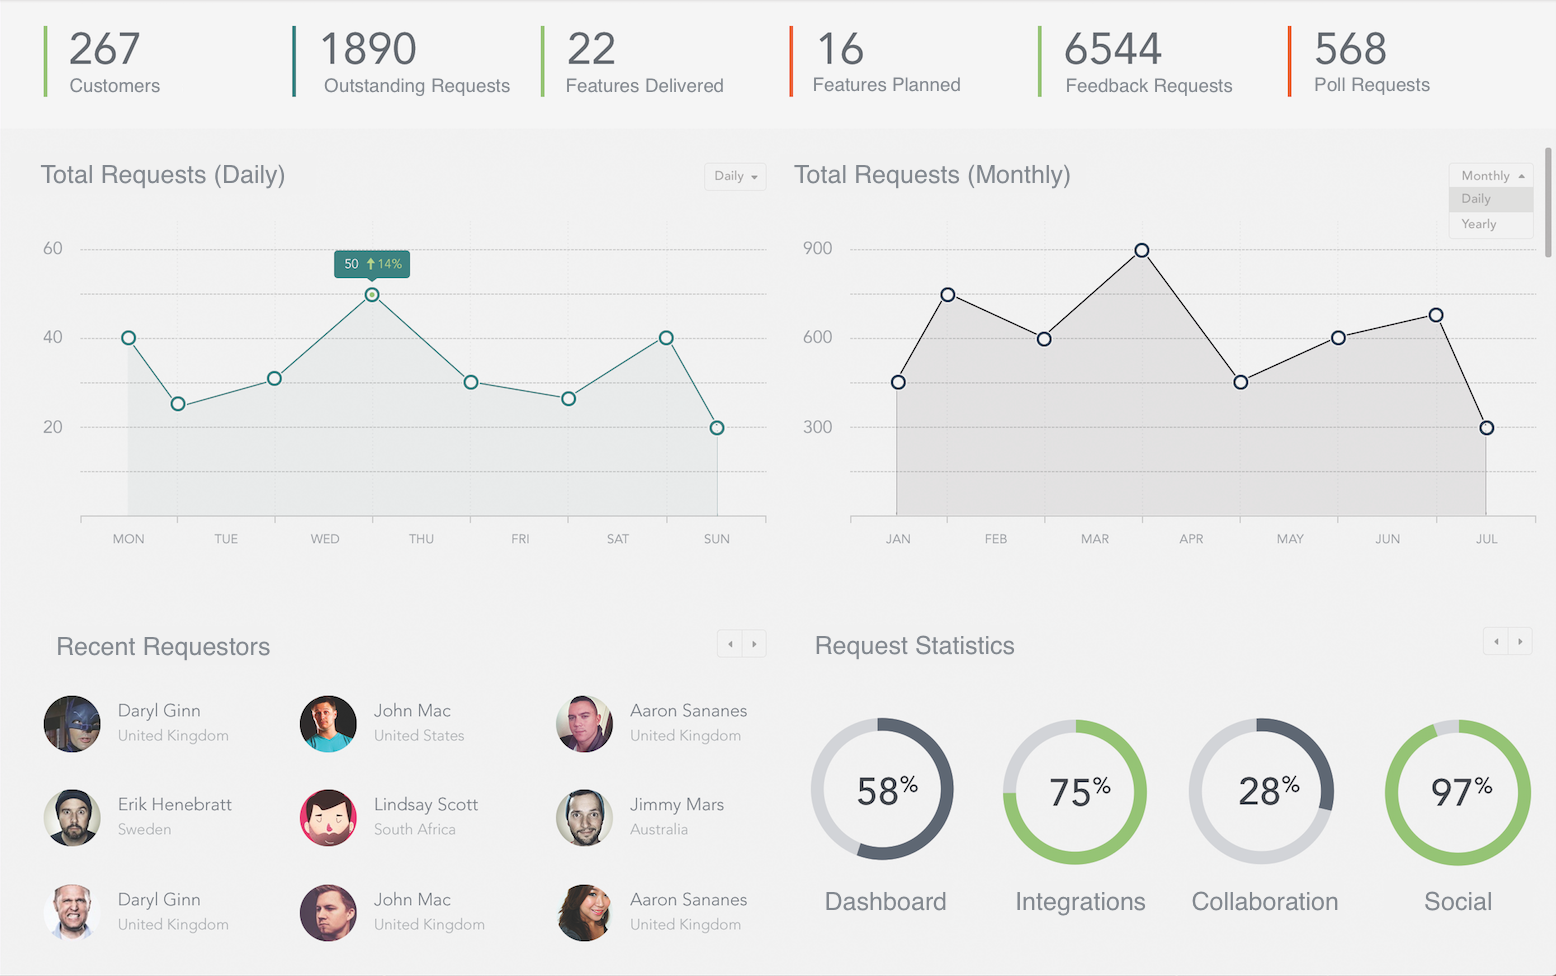 267
Customers
1890
Outstanding Requests
22
Features Delivered
16
Features Planned
6544
Feedback Requests
568
Poll Requests
Total Requests (Daily)
Daily
60
40
20
50 14%
MON TUE WED THU FRI SAT SUN
Total Requests (Monthly)
Monthly
Daily
Yearly
900
600
300
JAN FEB MAR APR MAY JUN JUL
Recent Requestors
Daryl Ginn
United Kingdom
John Mac
United States
Aaron Sananes
United Kingdom
Erik Henebratt
Sweden
Lindsay Scott
South Africa
Jimmy Mars
Australia
Daryl Ginn
United Kingdom
John Mac
United Kingdom
Aaron Sananes
United Kingdom
Request Statistics
58%
Dashboard
75%
Integrations
28%
Collaboration
97%
Social